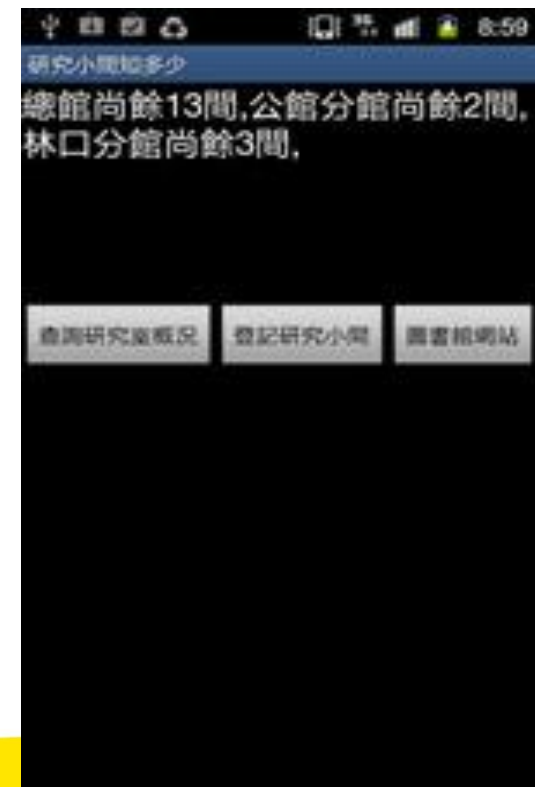 8:59
研究小間知多少
總館尚餘13間,公館分館尚餘2間,
林口分館尚餘3間,
查詢研究室概況 登記研究小間 圖書館網站